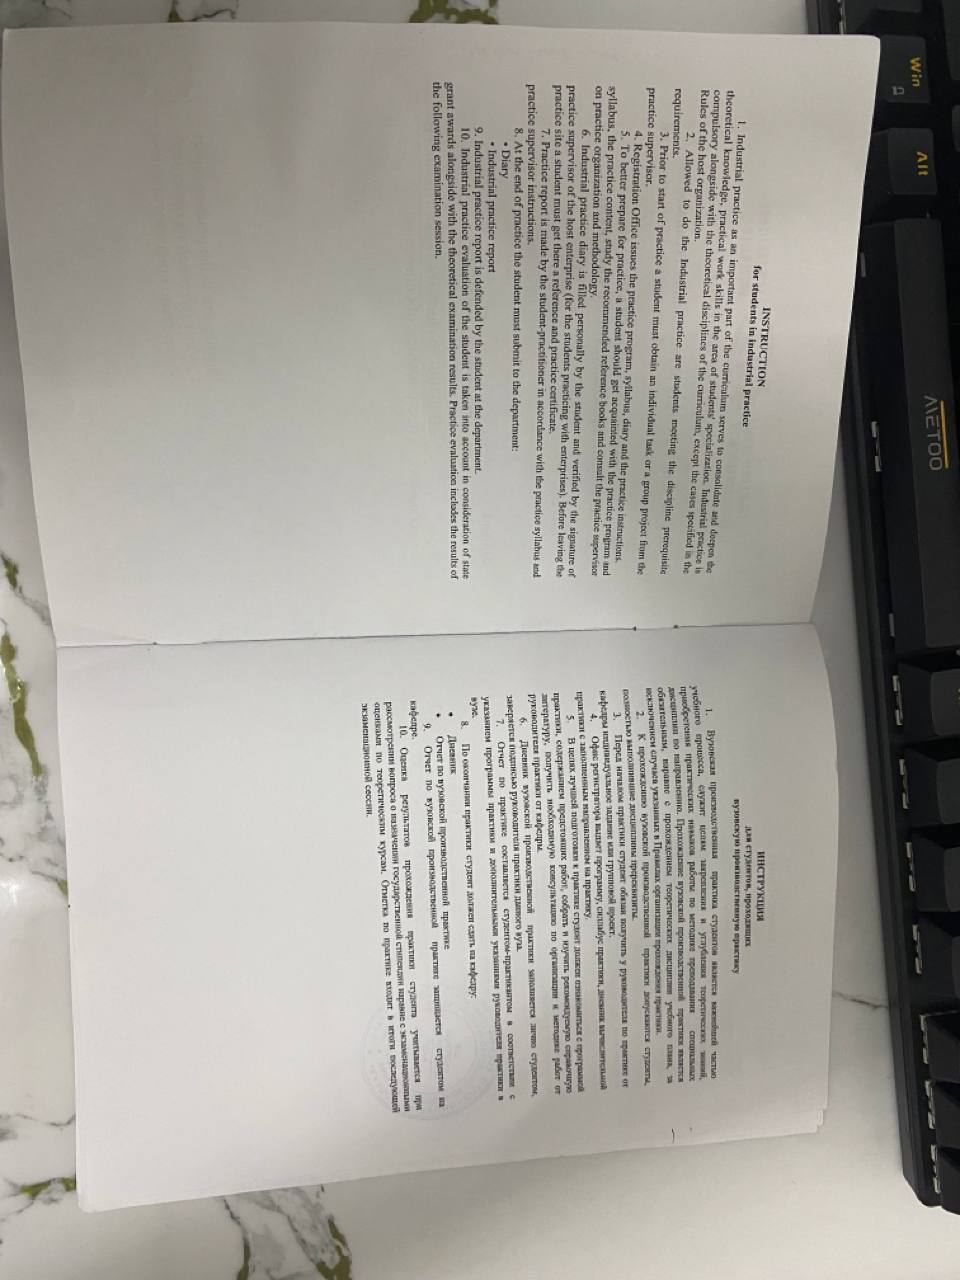 INSTRUCTION
for students in industrial practice
1. Industrial practice as an important part of the curriculum serves to consolidate and deepen the
theoretical knowledge, practical work skills in the area of students' specialization. Industrial practice is
compulsory alongside with the theoretical disciplines of the curriculum, except the cases specified in the
Rules of the host organization.
2. Allowed to do the Industrial practice are students meeting the discipline prerequisite
requirements.
3. Prior to start of practice a student must obtain an individual task or a group project from the
practice supervisor.
4. Registration Office issues the practice program, syllabus, diary and the practice instructions.
5. To better prepare for practice, a student should get acquainted with the practice program and
syllabus, the practice content, study the recommended reference books and consult the practice supervisor
on practice organization and methodology.
6. Industrial practice diary is filled personally by the student and verified by the signature of
practice supervisor of the host enterprise (for the students practicing with enterprises). Before leaving the
practice site a student must get there a reference and practice certificate.
7. Practice report is made by the student-practitioner in accordance with the practice syllabus and
practice supervisor instructions.
8. At the end of practice the student must submit to the department:
• Diary
• Industrial practice report
9. Industrial practice report is defended by the student at the department.
10. Industrial practice evaluation of the student is taken into account in consideration of state
grant awards alongside with the theoretical examination results. Practice evaluation includes the results of
the following examination session.
ИНСТРУКЦИЯ
для студентов, проходящих
вузовскую производственную практику
1. Вузовская производственная практика студентов является важнейшей частью
учебного процесса, служит целям закрепления и углубления теоретических знаний,
приобретения практических навыков работы по методике преподавания специальных
дисциплин по направлению. Прохождение вузовской производственной практики является
обязательным, наравне с прохождением теоретических дисциплин учебного плана, за
исключением случаев указанных в Правилах организации прохождения практики.
2. К прохождению вузовской производственной практики допускаются студенты,
полностью выполнившие дисциплины пререквизиты.
3. Перед началом практики студент обязан получить у руководителя по практике от
кафедры индивидуальное задание или групповой проект.
4. Офис регистратора выдает программу, силлабус практики, дневник
практики с заполненным направлением на практику.
5. В целях лучшей подготовки к практике студент должен ознакомиться с программой
практики, содержанием предстоящих работ, собрать и изучить рекомендуемую справочную
литературу, получить необходимую консультацию по организации и методике работ от
руководителя практики от кафедры.
6. Дневник вузовской производственной практики заполняется лично студентом,
заверяется подписью руководителя практики данного вуза.
7. Отчет по практике составляется студентом-практикантом в соответствии с
указанием программы практики и дополнительными указаниями руководителя практики в
вузе.
8. По окончании практики студент должен сдать на кафедру:
• Дневник
• Отчет по вузовской производственной практике
9. Отчет по вузовской производственной практике защищается студентом на
кафедре.
10. Оценка результатов прохождения практики студента учитывается при
рассмотрении вопроса о назначении государственной стипендии наравне с экзаменационными
оценками по теоретическим курсам. Отметка по практике входит в итоги последующей
экзаменационной сессии.
Win
Alt
METOO